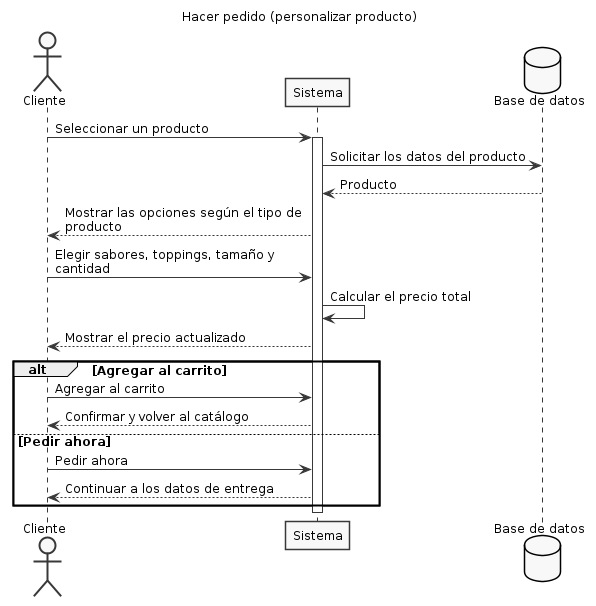 Hacer pedido (personalizar producto)
Cliente
Sistema
Base de datos
Seleccionar un producto
Solicitar los datos del producto
Producto
Mostrar las opciones según el tipo de
producto
Elegir sabores, toppings, tamaño y
cantidad
Calcular el precio total
Mostrar el precio actualizado
alt [Agregar al carrito]
Agregar al carrito
Confirmar y volver al catálogo
[Pedir ahora]
Pedir ahora
Continuar a los datos de entrega
Cliente
Sistema
Base de datos